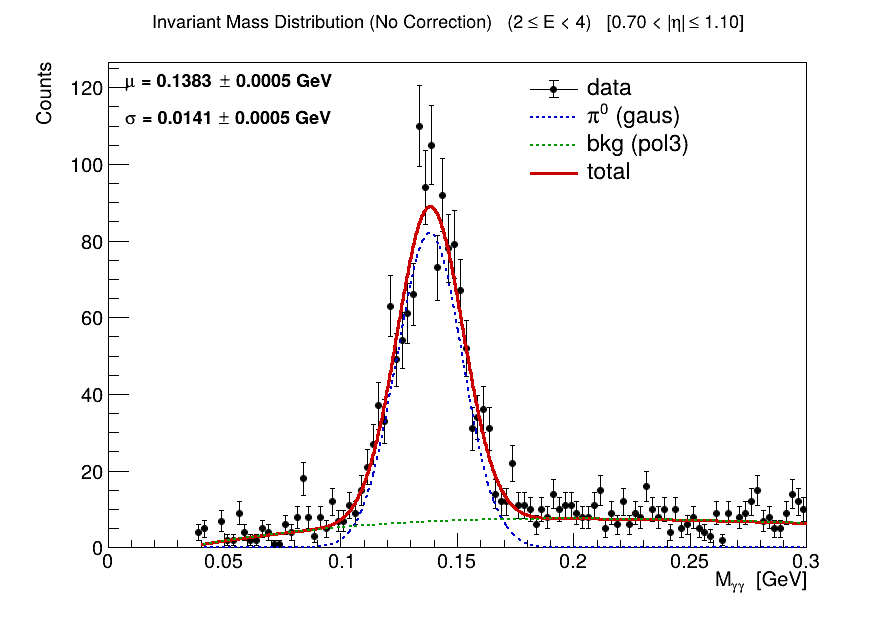 Invariant Mass Distribution (No Correction) (2 ≤ E < 4) [0.70 < |η| ≤ 1.10]
Counts
μ = 0.1383 ± 0.0005 GeV
σ = 0.0141 ± 0.0005 GeV
data
π⁰ (gaus)
bkg (pol3)
total
120
100
80
60
40
20
0
0 0.05 0.1 0.15 0.2 0.25 0.3
M_γγ [GeV]